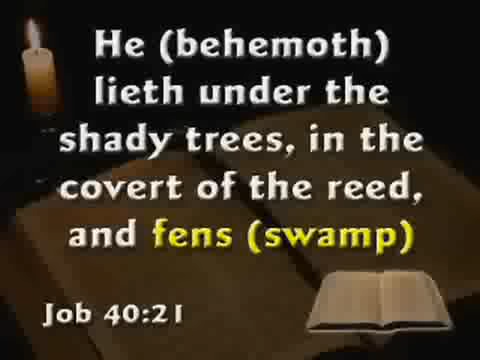 He (behemoth)
lieth under the
shady trees, in the
covert of the reed,
and fens (swamp)
Job 40:21